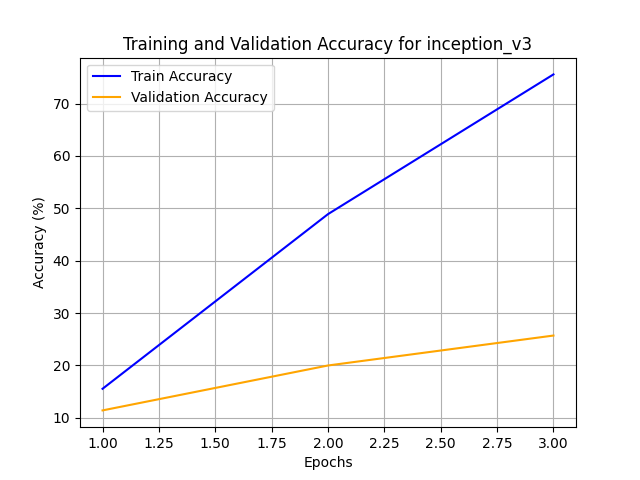 Training and Validation Accuracy for inception_v3
Train Accuracy
Validation Accuracy
Accuracy (%)
70
60
50
40
30
20
10
1.00 1.25 1.50 1.75 2.00 2.25 2.50 2.75 3.00
Epochs